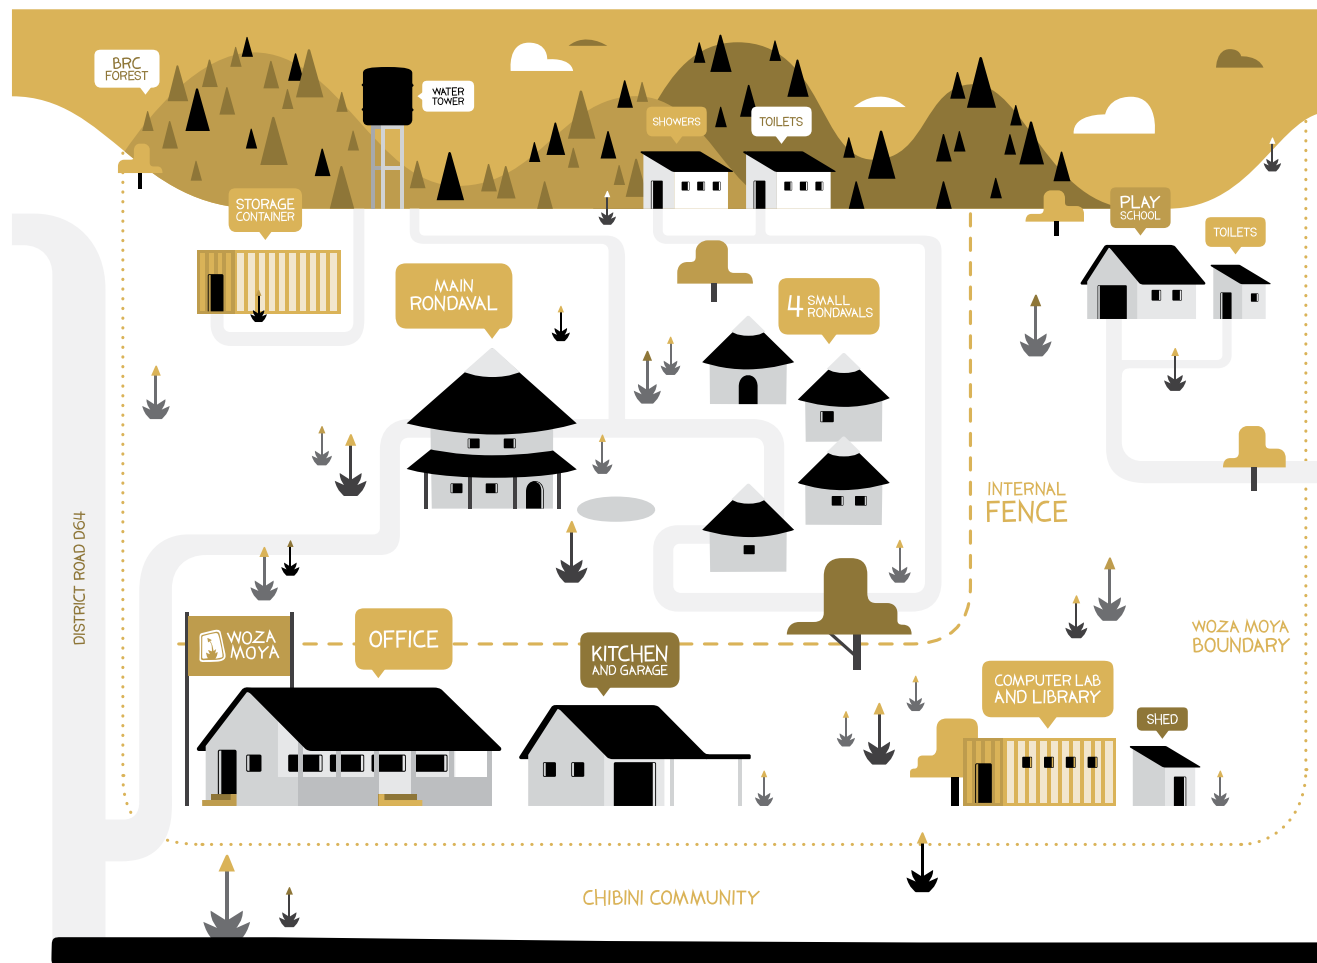 BRC
FOREST
WATER
TOWER
SHOWERS
TOILETS
STORAGE
CONTAINER
PLAY
SCHOOL
TOILETS
MAIN
RONDAVAL
4 SMALL
RONDAVALS
INTERNAL
FENCE
DISTRICT ROAD D64
WOZA
MOYA
OFFICE
KITCHEN
AND GARAGE
WOZA MOYA
BOUNDARY
COMPUTER LAB
AND LIBRARY
SHED
CHIBINI COMMUNITY